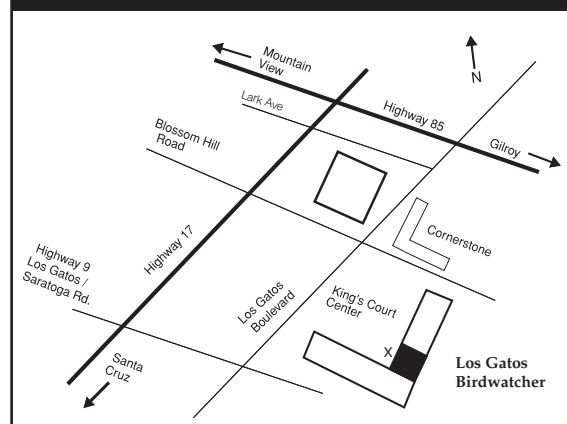 Mountain
View
N
Lark Ave
Highway 85
Blossom Hill
Road
Gilroy
Highway 17
Cornerstone
Highway 9
Los Gatos /
Saratoga Rd.
Los Gatos
Boulevard
King's Court
Center
X
Santa
Cruz
Los Gatos
Birdwatcher